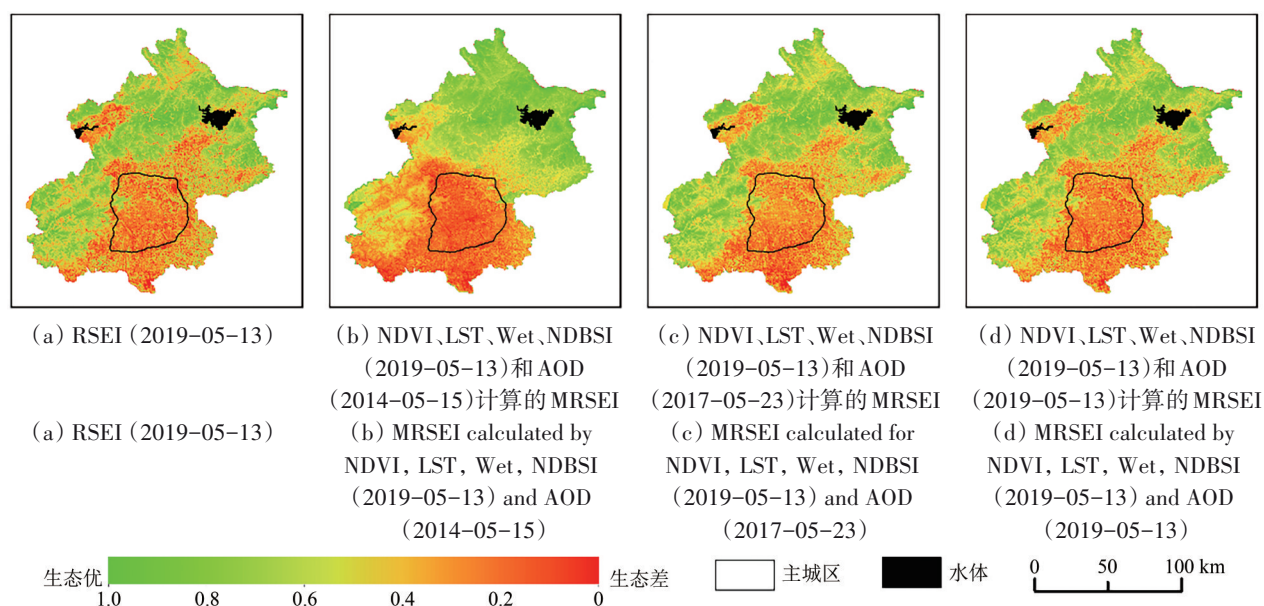 (a) RSEI (2019-05-13)
(b) NDVI、LST、Wet、NDBSI
(2019-05-13)和AOD
(2014-05-15)计算的MRSEI
(c) NDVI、LST、Wet、NDBSI
(2019-05-13)和AOD
(2017-05-23)计算的MRSEI
(d) NDVI、LST、Wet、NDBSI
(2019-05-13)和AOD
(2019-05-13)计算的MRSEI
(a) RSEI (2019-05-13)
(b) MRSEI calculated by
NDVI, LST, Wet, NDBSI
(2019-05-13) and AOD
(2014-05-15)
(c) MRSEI calculated for
NDVI, LST, Wet, NDBSI
(2019-05-13) and AOD
(2017-05-23)
(d) MRSEI calculated by
NDVI, LST, Wet, NDBSI
(2019-05-13) and AOD
(2019-05-13)
生态优 生态差 主城区 水体
1.0 0.8 0.6 0.4 0.2 0
0 50 100 km